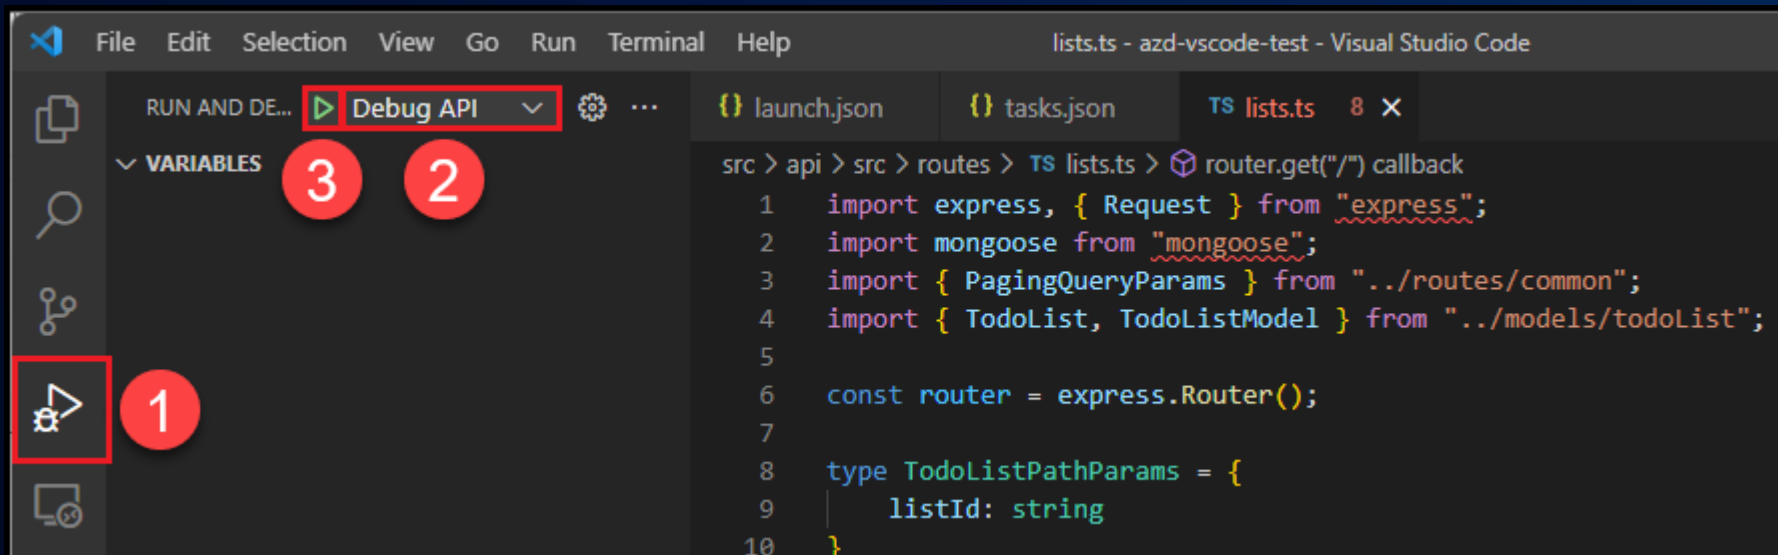 File Edit Selection View Go Run Terminal Help lists.ts - azd-vscode-test - Visual Studio Code
RUN AND DE... Debug API ...
{} launch.json {} tasks.json TS lists.ts 8
VARIABLES
3 2
1
src > api > src > routes > TS lists.ts > router.get("/") callback
1 import express, { Request } from "express";
2 import mongoose from "mongoose";
3 import { PagingQueryParams } from "../routes/common";
4 import { TodoList, TodoListModel } from "../models/todoList";
5
6 const router = express.Router();
7
8 type TodoListPathParams = {
9 listId: string
10 }